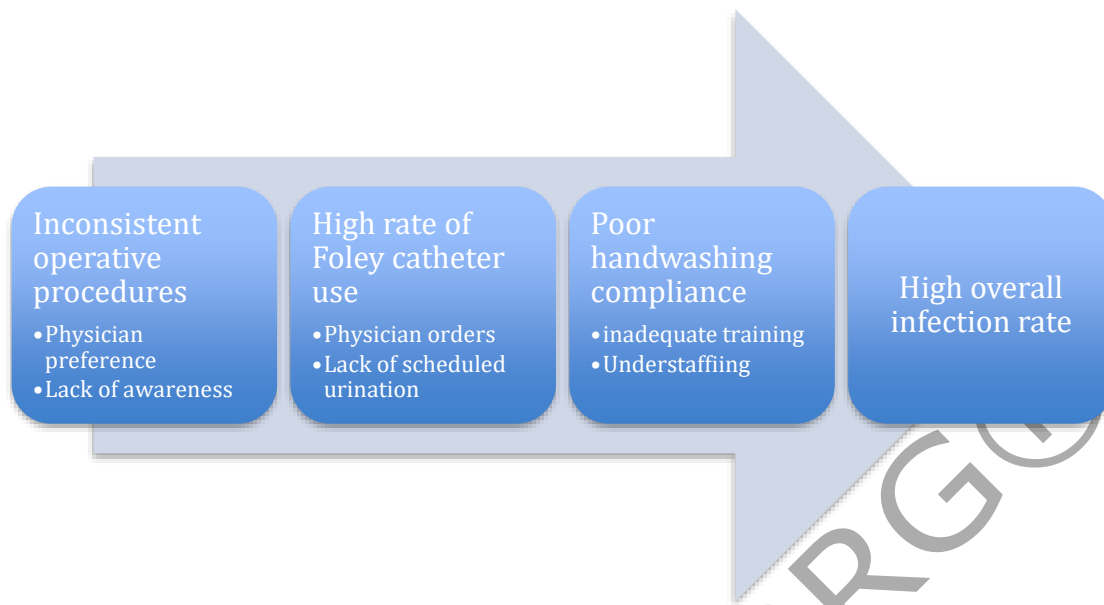 Inconsistent
operative
procedures
•Physician
preference
•Lack of awareness
High rate of
Foley catheter
use
•Physician orders
•Lack of scheduled
urination
Poor
handwashing
compliance
•inadequate training
•Understaffiing
High overall
infection rate
RG